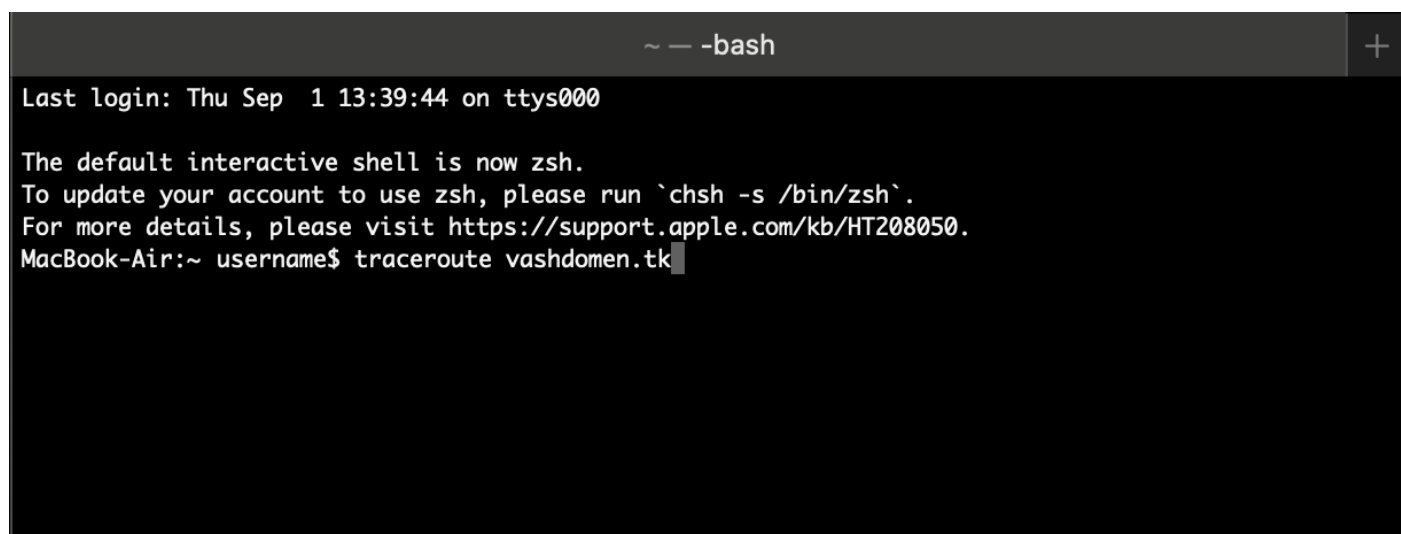 ~ — -bash
Last login: Thu Sep  1 13:39:44 on ttys000
The default interactive shell is now zsh.
To update your account to use zsh, please run `chsh -s /bin/zsh`.
For more details, please visit https://support.apple.com/kb/HT208050.
MacBook-Air:~ username$ traceroute vashdomen.tk